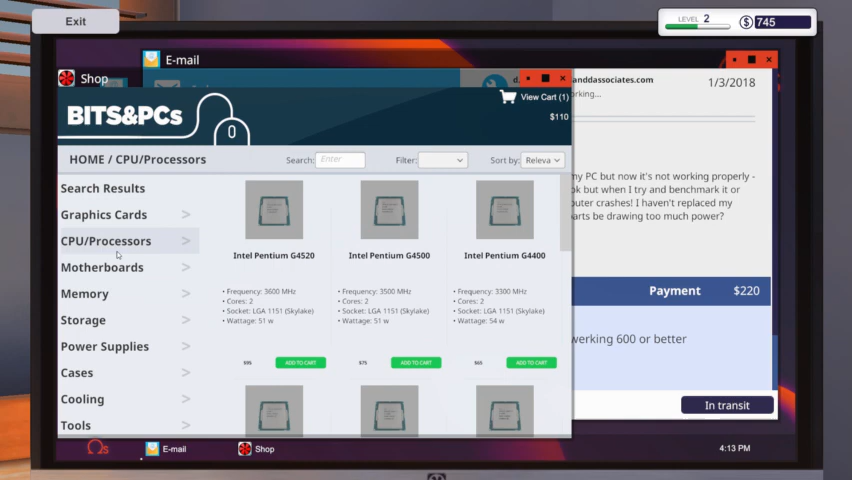 Exit
LEVEL 2
$ 745
E-mail
Shop
anddassociates.com
1/3/2018
View Cart (1)
rking...
BITS&PCs
$110
HOME / CPU/Processors
Search: Enter
Filter:
Sort by: Releva
my PC but now it's not working properly -
ok but when I try and benchmark it or
puter crashes! I haven't replaced my
arts be drawing too much power?
Search Results
Graphics Cards >
CPU/Processors >
Motherboards >
Memory >
Storage >
Power Supplies >
Cases >
Cooling >
Tools >
Intel Pentium G4520
• Frequency: 3600 MHz
• Cores: 2
• Socket: LGA 1151 (Skylake)
• Wattage: 51 w
$95 ADD TO CART
Intel Pentium G4500
• Frequency: 3500 MHz
• Cores: 2
• Socket: LGA 1151 (Skylake)
• Wattage: 51 w
$75 ADD TO CART
Intel Pentium G4400
• Frequency: 3300 MHz
• Cores: 2
• Socket: LGA 1151 (Skylake)
• Wattage: 54 w
$65 ADD TO CART
Payment $220
working 600 or better
In transit
E-mail
Shop
4:13 PM